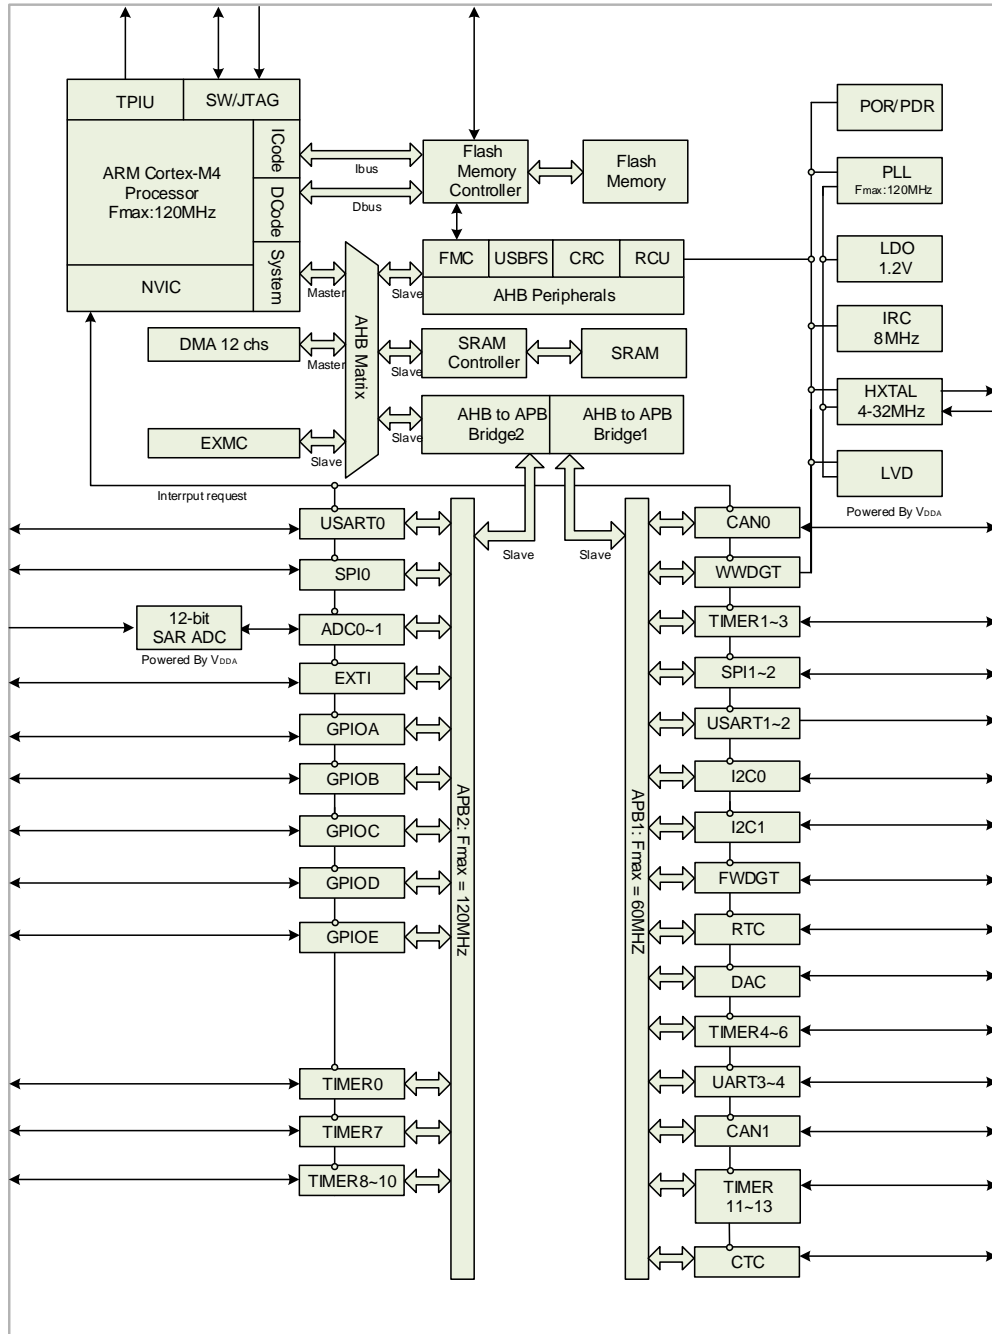 TPIU
SW/JTAG
ARM Cortex-M4
Processor
Fmax:120MHz
ICode
DCode
System
NVIC
Ibus
Dbus
Flash
Memory
Controller
Flash
Memory
FMC
USBFS
CRC
RCU
AHB Peripherals
Master
Slave
DMA 12 chs
Master
AHB Matrix
Slave
SRAM
Controller
SRAM
EXMC
Slave
Slave
AHB to APB
Bridge2
AHB to APB
Bridge1
POR/PDR
PLL
Fmax:120MHz
LDO
1.2V
IRC
8MHz
HXTAL
4-32MHz
LVD
Powered By VDDA
Interrput request
Slave
Slave
USART0
SPI0
12-bit
SAR ADC
Powered By VDDA
ADC0~1
EXTI
GPIOA
GPIOB
GPIOC
GPIOD
GPIOE
TIMER0
TIMER7
TIMER8~10
APB2: Fmax = 120MHz
APB1: Fmax = 60MHZ
CAN0
WWDGT
TIMER1~3
SPI1~2
USART1~2
I2C0
I2C1
FWDGT
RTC
DAC
TIMER4~6
UART3~4
CAN1
TIMER
11~13
CTC